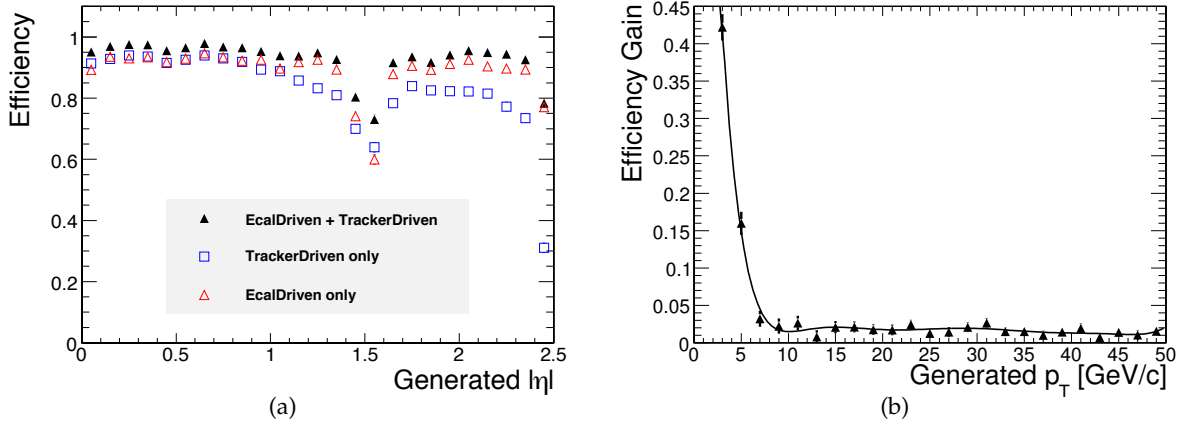 Efficiency
1
0.8
0.6
0.4
0.2
0
EcalDriven + TrackerDriven
TrackerDriven only
EcalDriven only
0 0.5 1 1.5 2 2.5
Generated |η|
(a)
Efficiency Gain
0.45
0.4
0.35
0.3
0.25
0.2
0.15
0.1
0.05
0
0 5 10 15 20 25 30 35 40 45 50
Generated p_T [GeV/c]
(b)